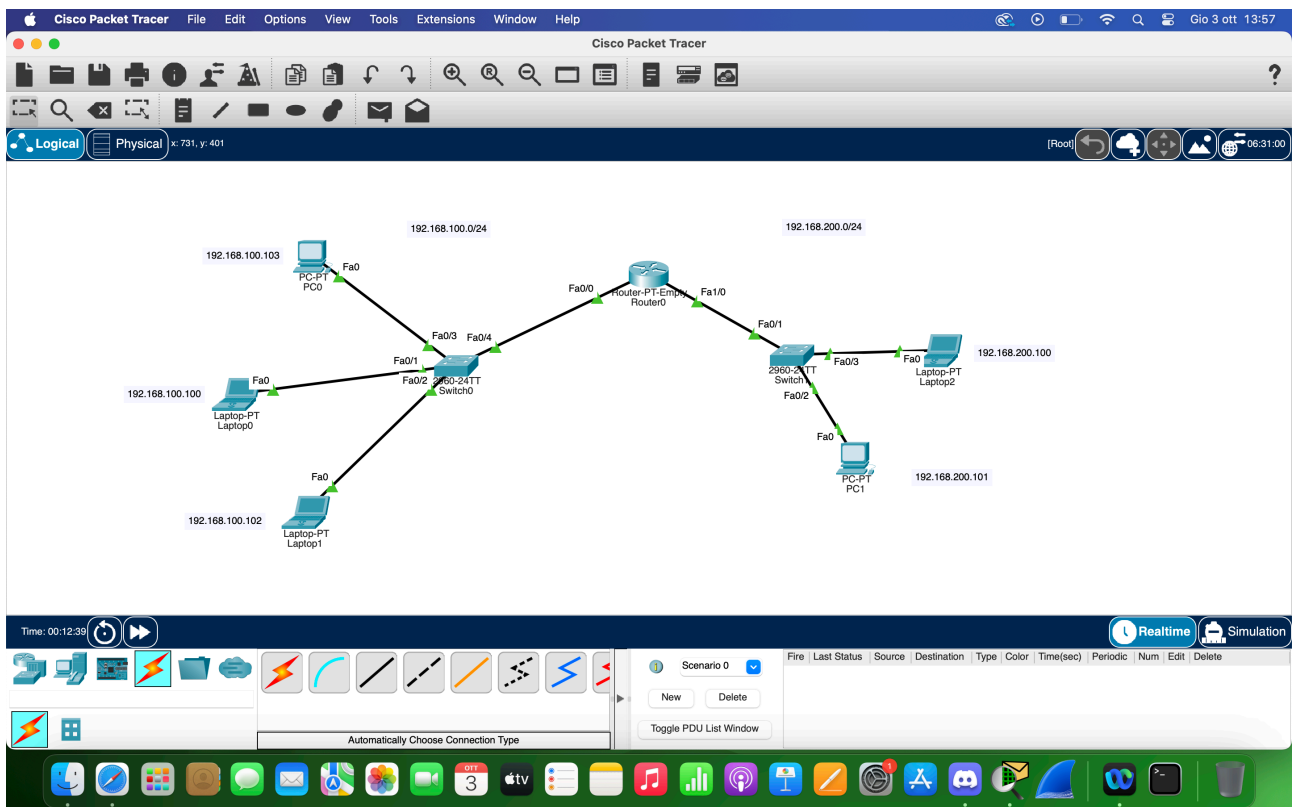 Cisco Packet Tracer File Edit Options View Tools Extensions Window Help Gio 3 ott 13:57
Cisco Packet Tracer
?
Logical Physical x: 731, y: 401 [Root] 06:31:00
192.168.100.0/24
192.168.200.0/24
192.168.100.103
Fa0
PC-PT
PC0
Fa0/0
Router-PT-Empty
Router0
Fa1/0
Fa0/1
Fa0/3 Fa0/4
Fa0/1
Fa0/2
2960-24TT
Switch0
192.168.100.100
Fa0
Laptop-PT
Laptop0
Fa0
192.168.100.102
Laptop-PT
Laptop1
2960-24TT
Switch1
Fa0/3
Fa0/2
Fa0
Laptop-PT
Laptop2
192.168.200.100
Fa0
PC-PT
PC1
192.168.200.101
Time: 00:12:39 Realtime Simulation
Scenario 0
New Delete
Toggle PDU List Window
Fire Last Status Source Destination Type Color Time(sec) Periodic Num Edit Delete
Automatically Choose Connection Type
OTT
3
tv
1